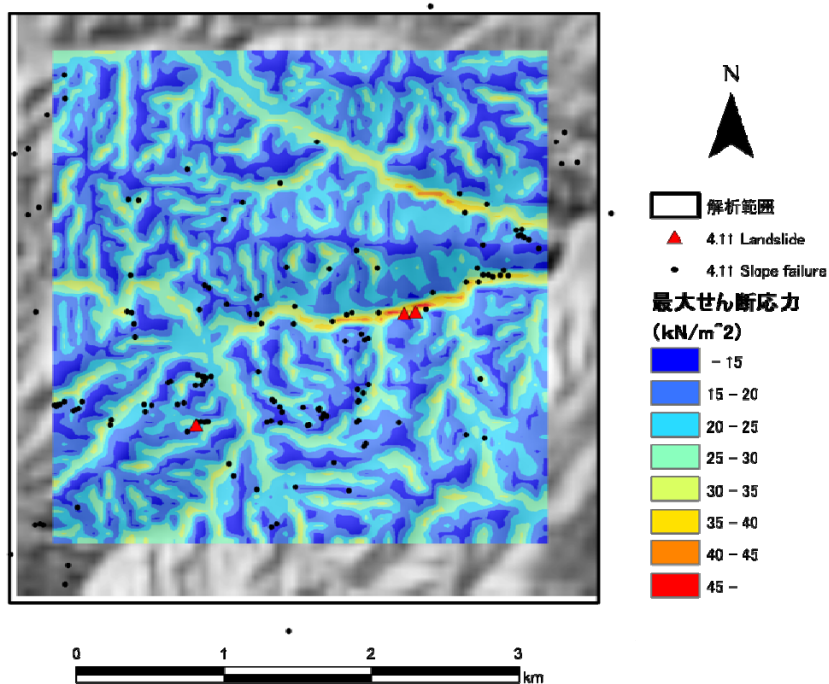 N
解析範囲
4.11 Landslide
4.11 Slope failure
最大せん断応力
(kN/m^2)
- 15
15 - 20
20 - 25
25 - 30
30 - 35
35 - 40
40 - 45
45 -
0 1 2 3
km